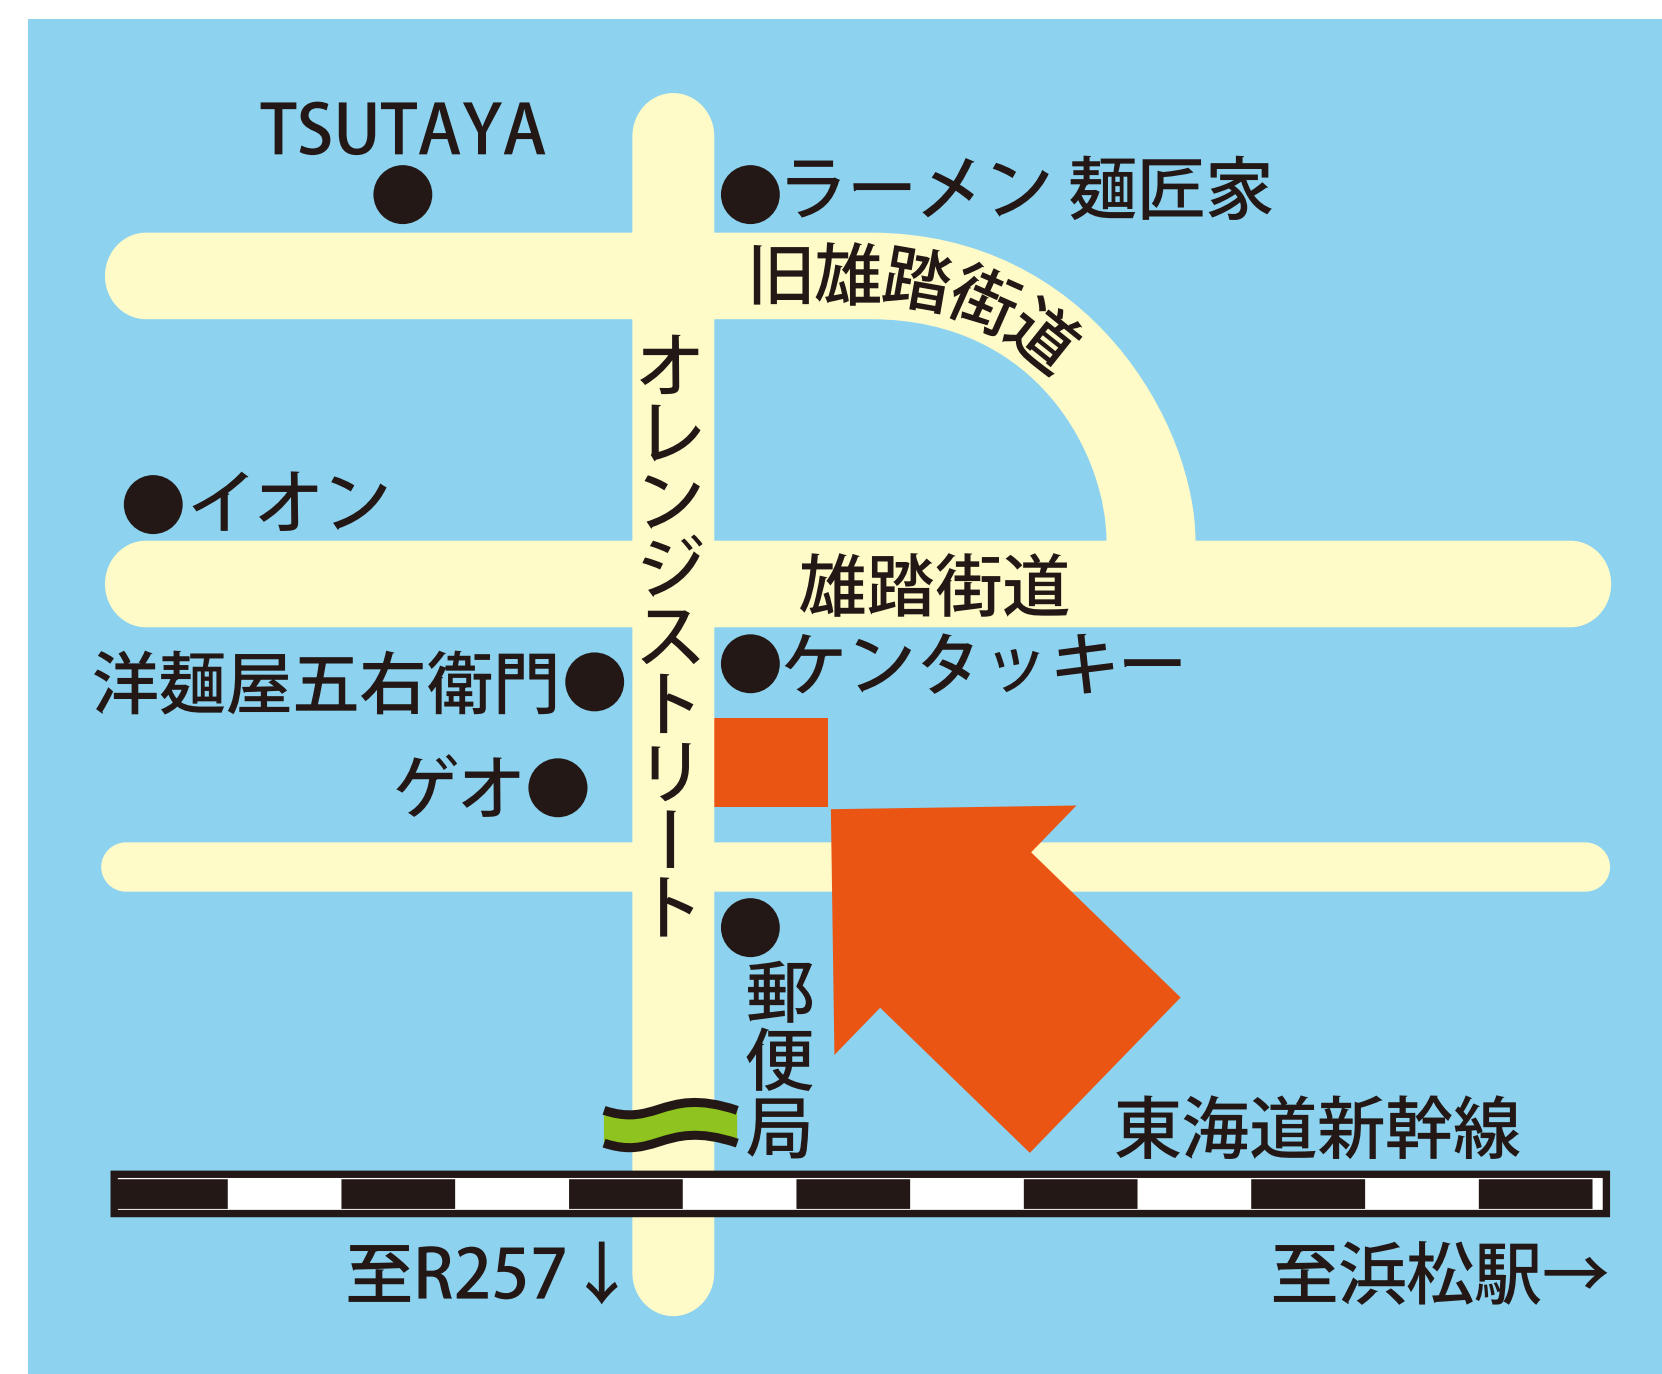 TSUTAYA
ラーメン 麺匠家
旧雄踏街道
オレンジストリート
イオン
雄踏街道
ケンタッキー
洋麺屋五右衛門
ゲオ
郵便局
東海道新幹線
至R257↓
至浜松駅→